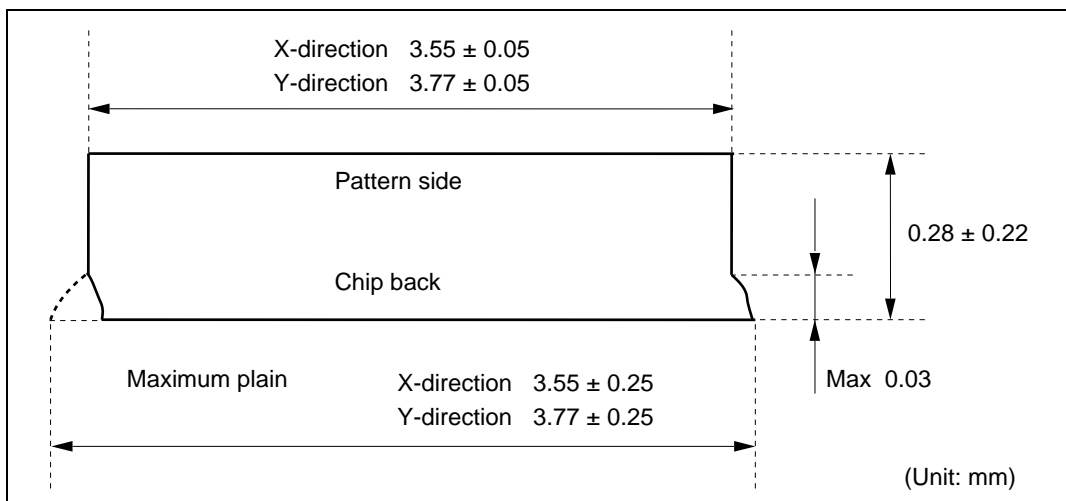 X-direction 3.55 ± 0.05
Y-direction 3.77 ± 0.05
Pattern side
0.28 ± 0.22
Chip back
Maximum plain
X-direction 3.55 ± 0.25
Y-direction 3.77 ± 0.25
Max 0.03
(Unit: mm)